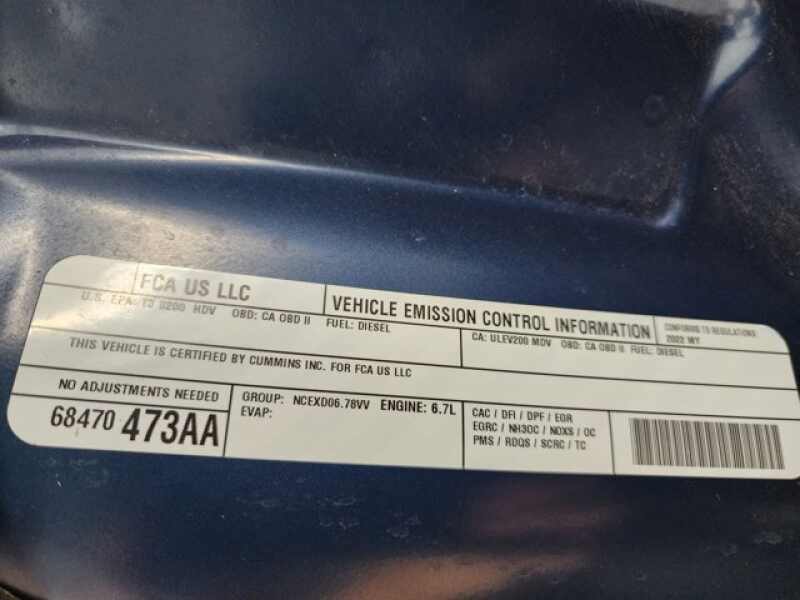 FCA US LLC
VEHICLE EMISSION CONTROL INFORMATION
CONFORMS TO REGULATIONS:
2022 MY
U.S. EPA: T3 B200 HDV OBD: CA OBD II FUEL: DIESEL
CA: ULEV200 MDV OBD: CA OBD II FUEL: DIESEL
THIS VEHICLE IS CERTIFIED BY CUMMINS INC. FOR FCA US LLC
NO ADJUSTMENTS NEEDED
68470 473AA
GROUP: NCEXD06.78VV ENGINE: 6.7L
EVAP:
CAC / DFI / DPF / EGR
EGRC / NH3OC / NOXS / OC
PMS / RDQS / SCRC / TC